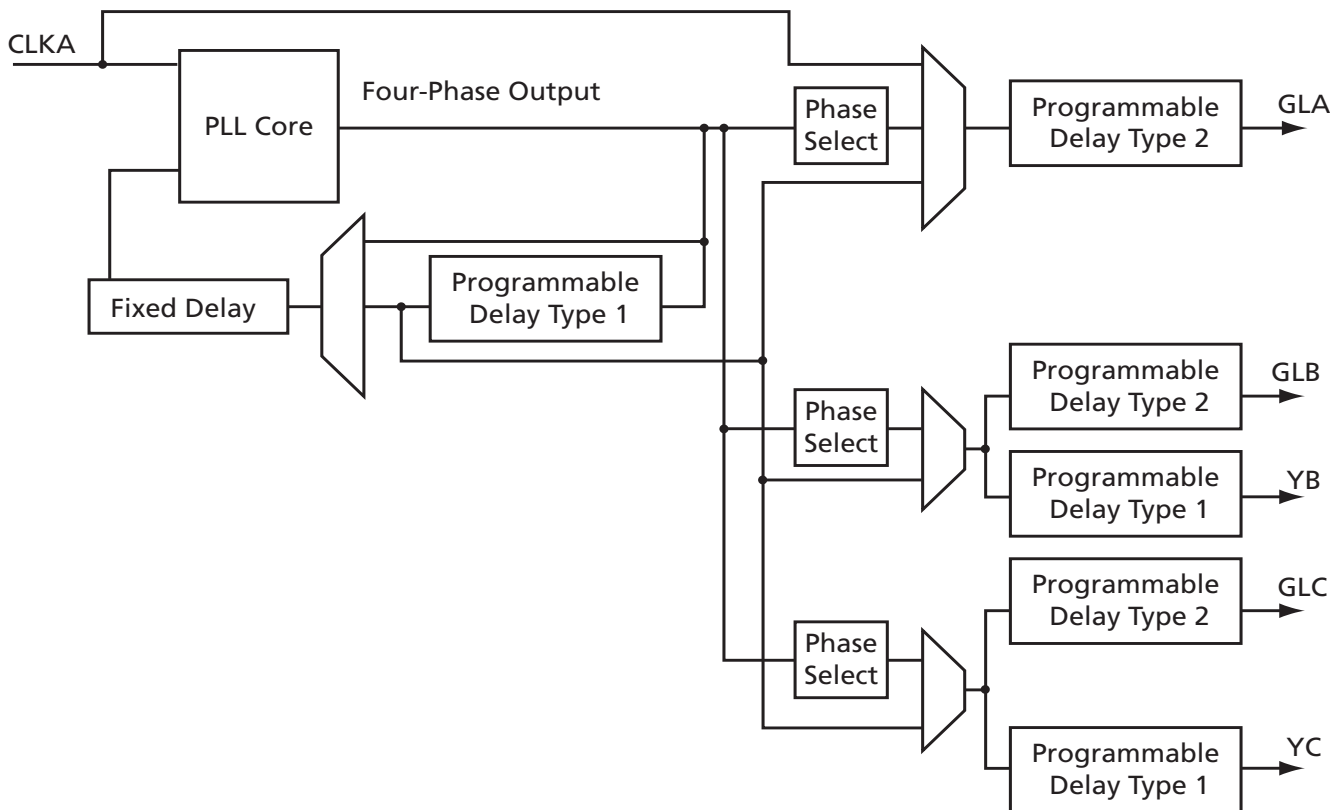 CLKA
PLL Core
Four-Phase Output
Phase
Select
Programmable
Delay Type 2
GLA
Fixed Delay
Programmable
Delay Type 1
Phase
Select
Programmable
Delay Type 2
GLB
Programmable
Delay Type 1
YB
Phase
Select
Programmable
Delay Type 2
GLC
Programmable
Delay Type 1
YC